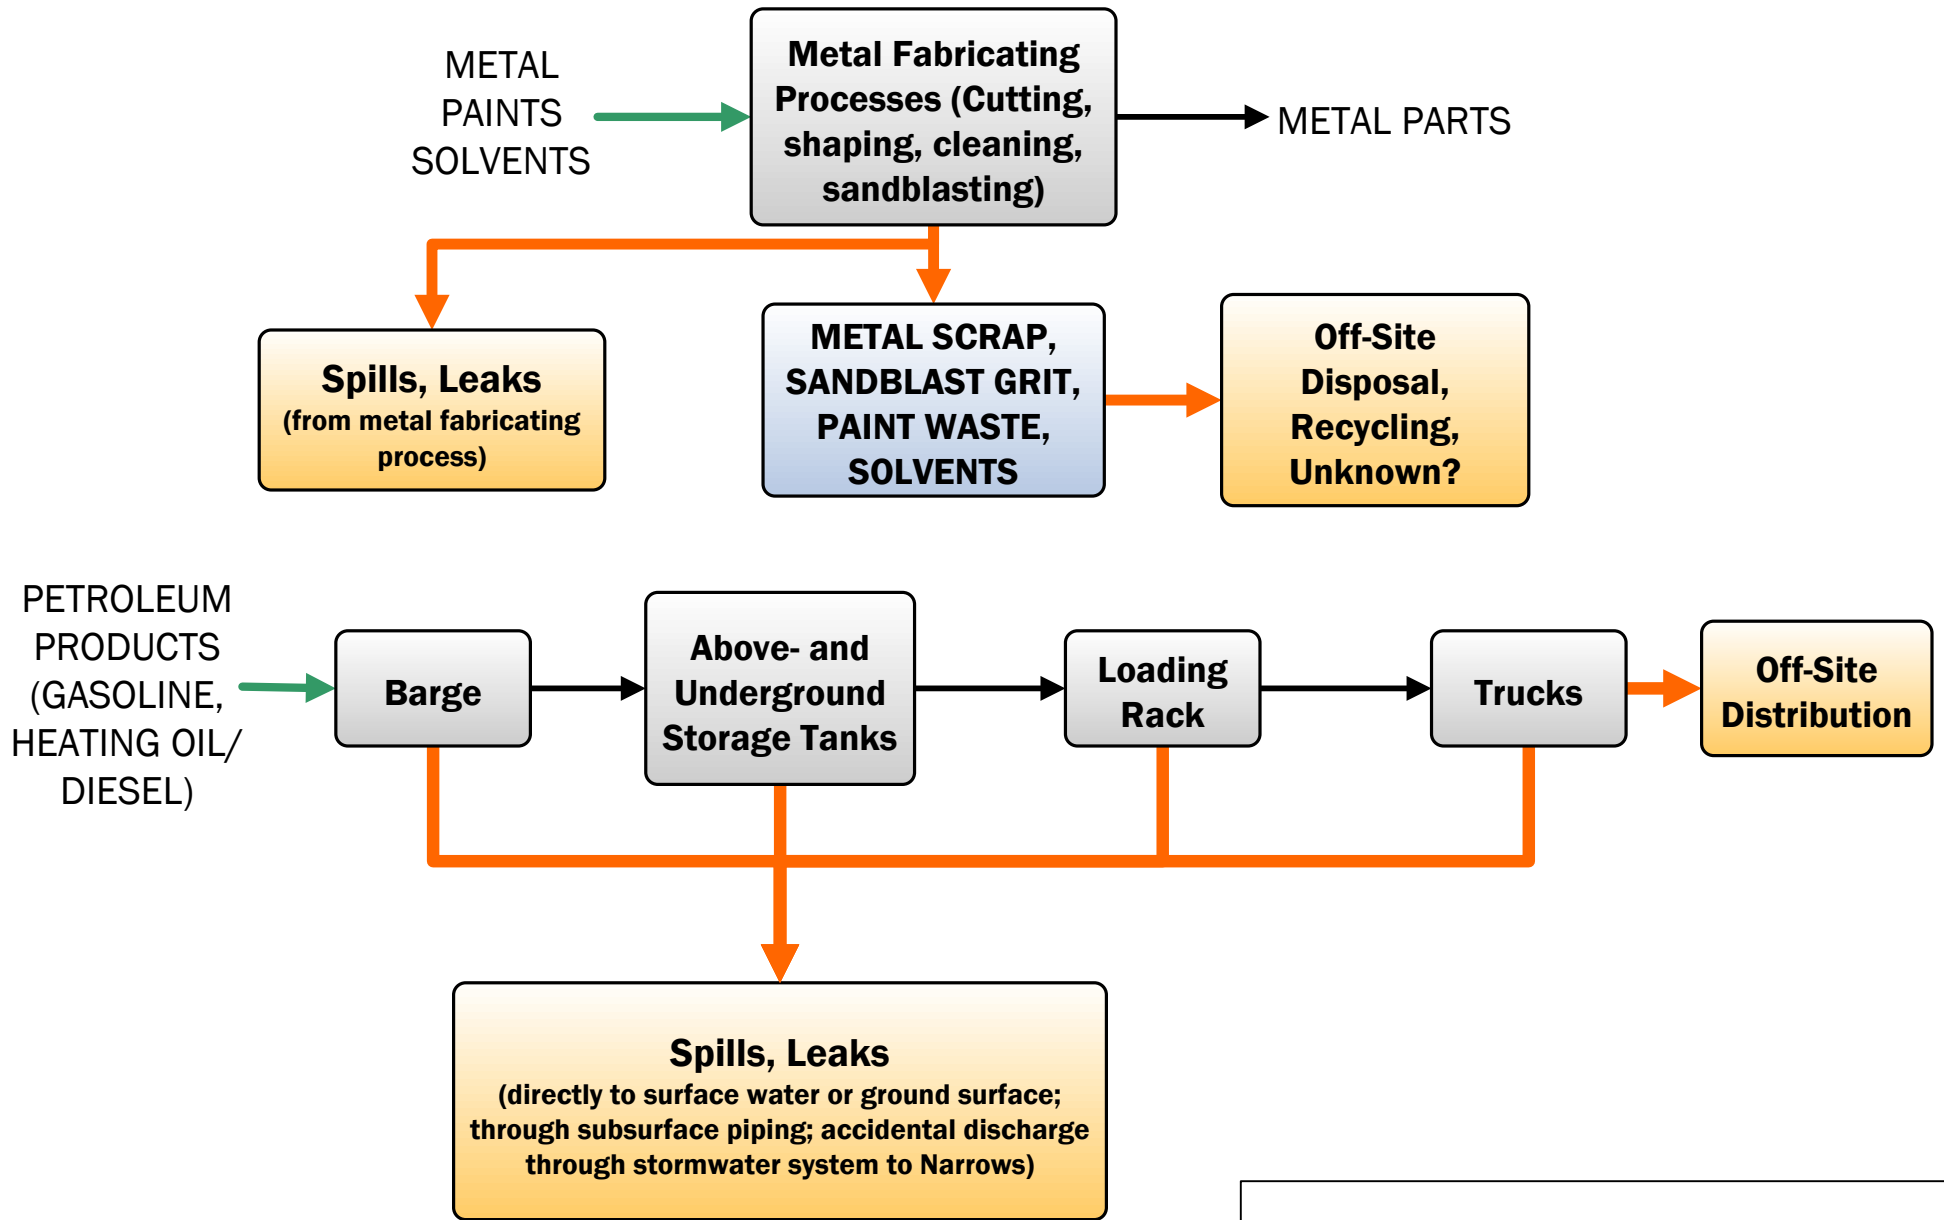 METAL
PAINTS
SOLVENTS
Metal Fabricating
Processes (Cutting,
shaping, cleaning,
sandblasting)
METAL PARTS
Spills, Leaks
(from metal fabricating
process)
METAL SCRAP,
SANDBLAST GRIT,
PAINT WASTE,
SOLVENTS
Off-Site
Disposal,
Recycling,
Unknown?
PETROLEUM
PRODUCTS
(GASOLINE,
HEATING OIL/
DIESEL)
Barge
Above- and
Underground
Storage Tanks
Loading
Rack
Trucks
Off-Site
Distribution
Spills, Leaks
(directly to surface water or ground surface;
through subsurface piping; accidental discharge
through stormwater system to Narrows)